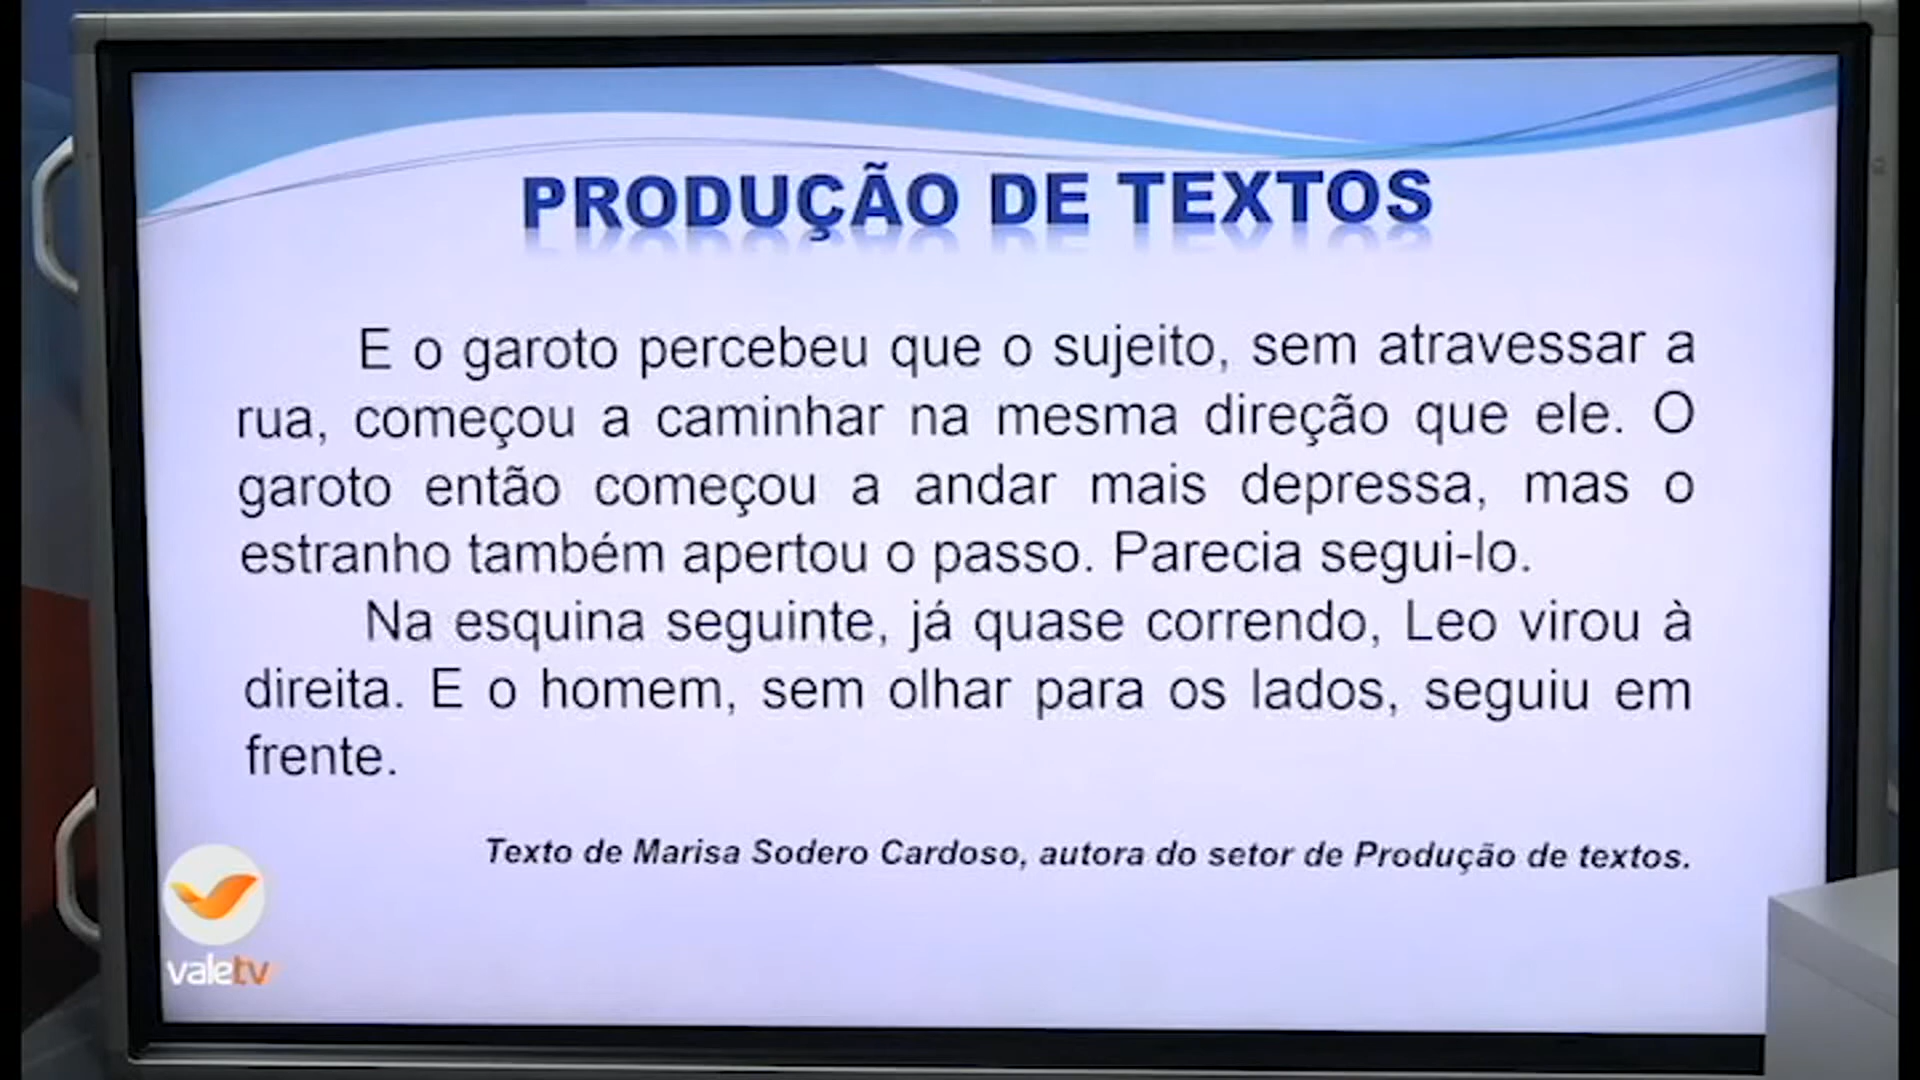 PRODUÇÃO DE TEXTOS
E o garoto percebeu que o sujeito, sem atravessar a
rua, começou a caminhar na mesma direção que ele. O
garoto então começou a andar mais depressa, mas o
estranho também apertou o passo. Parecia segui-lo.
Na esquina seguinte, já quase correndo, Leo virou à
direita. E o homem, sem olhar para os lados, seguiu em
frente.
Texto de Marisa Sodero Cardoso, autora do setor de Produção de textos.
valetv